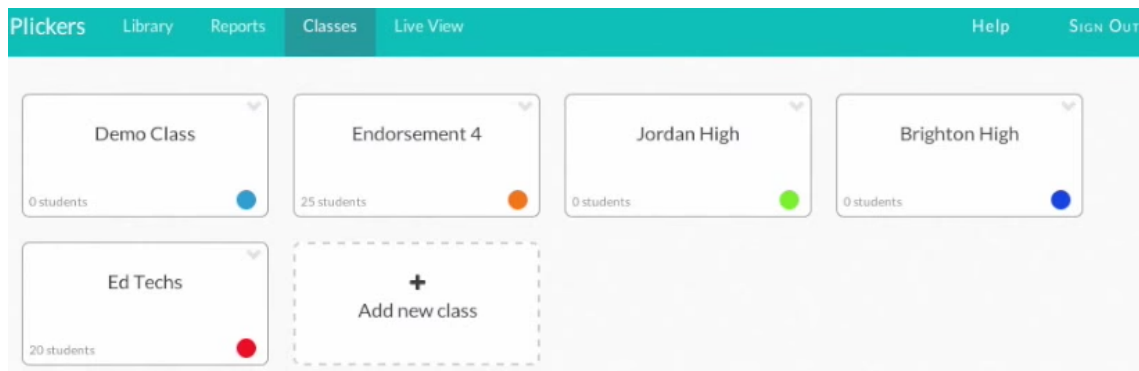 Plickers Library Reports Classes Live View Help SIGN OUT
Demo Class
0 students
Endorsement 4
25 students
Jordan High
0 students
Brighton High
0 students
Ed Techs
20 students
+
Add new class